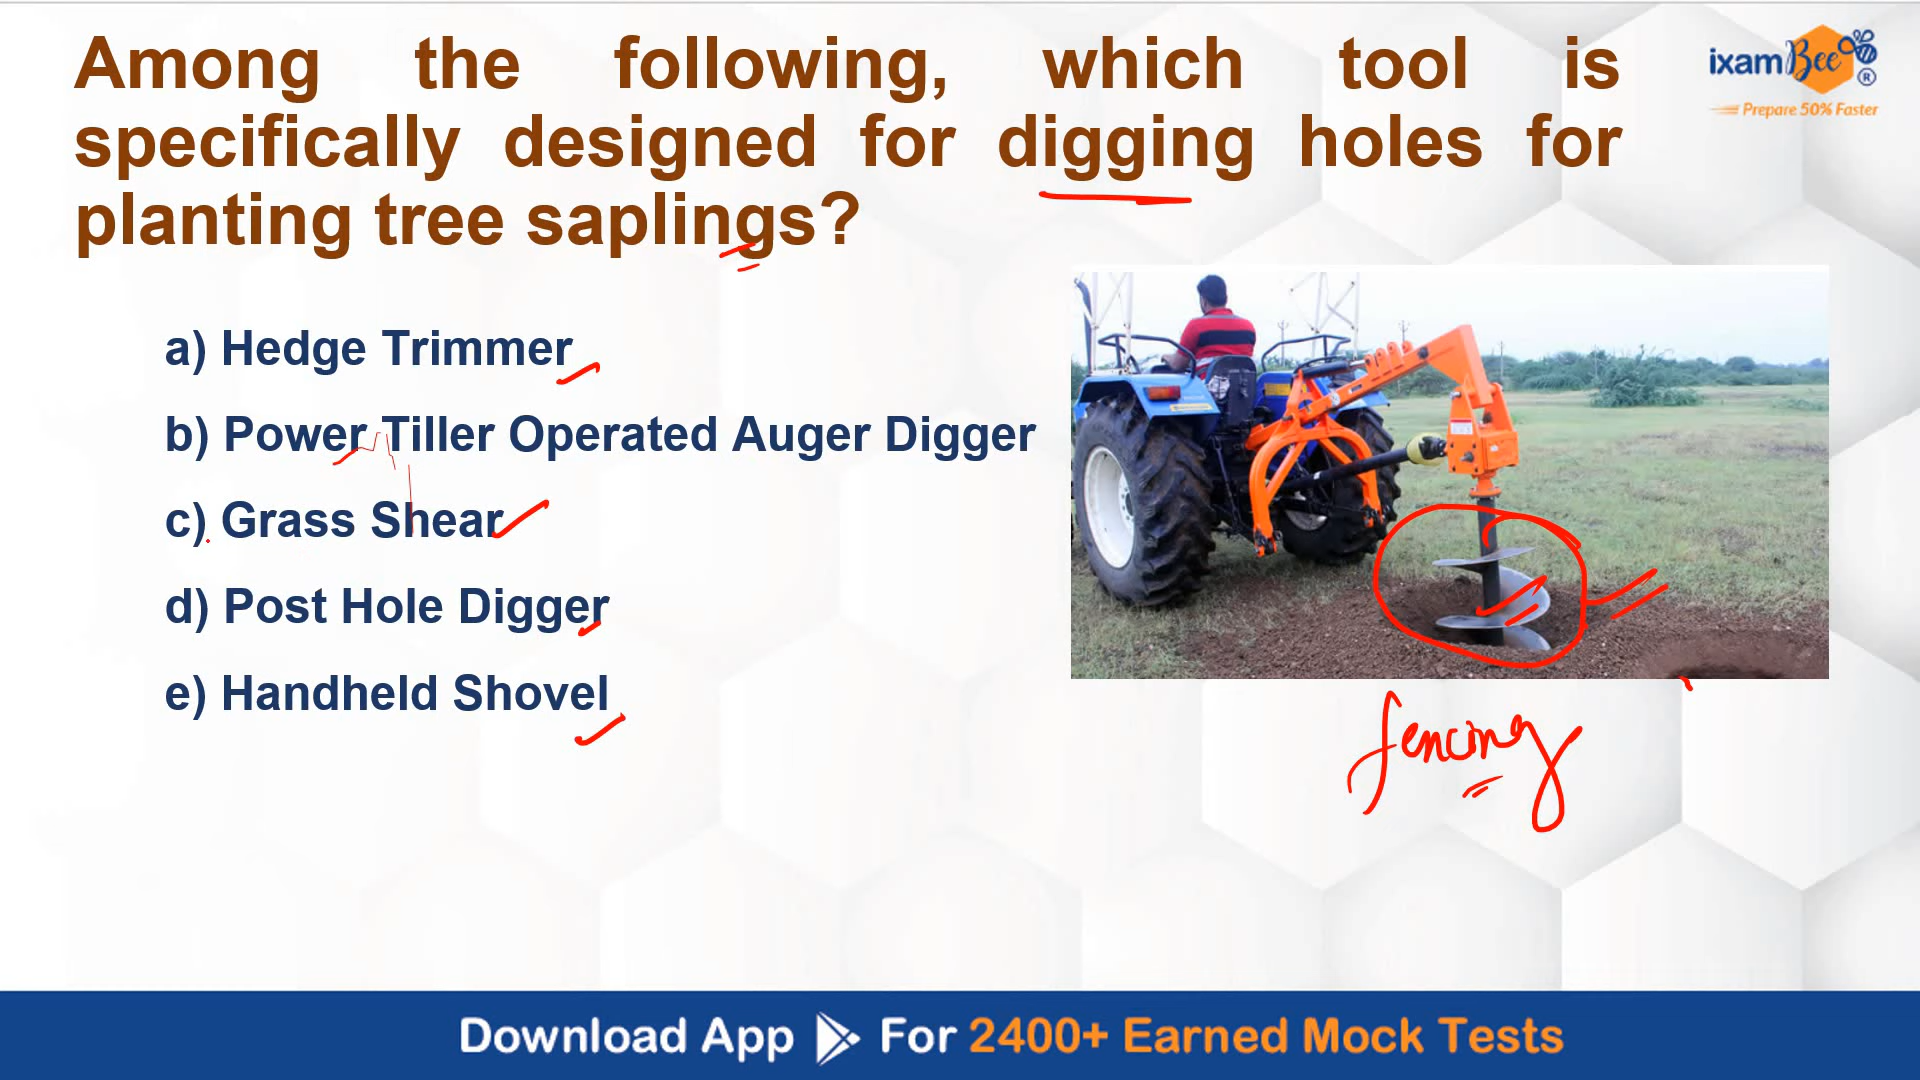 Among the following, which tool is
specifically designed for digging holes for
planting tree saplings?
ixamBee®
Prepare 50% Faster
a) Hedge Trimmer
b) Power Tiller Operated Auger Digger
c) Grass Shear
d) Post Hole Digger
e) Handheld Shovel
fencing
Download App For 2400+ Earned Mock Tests